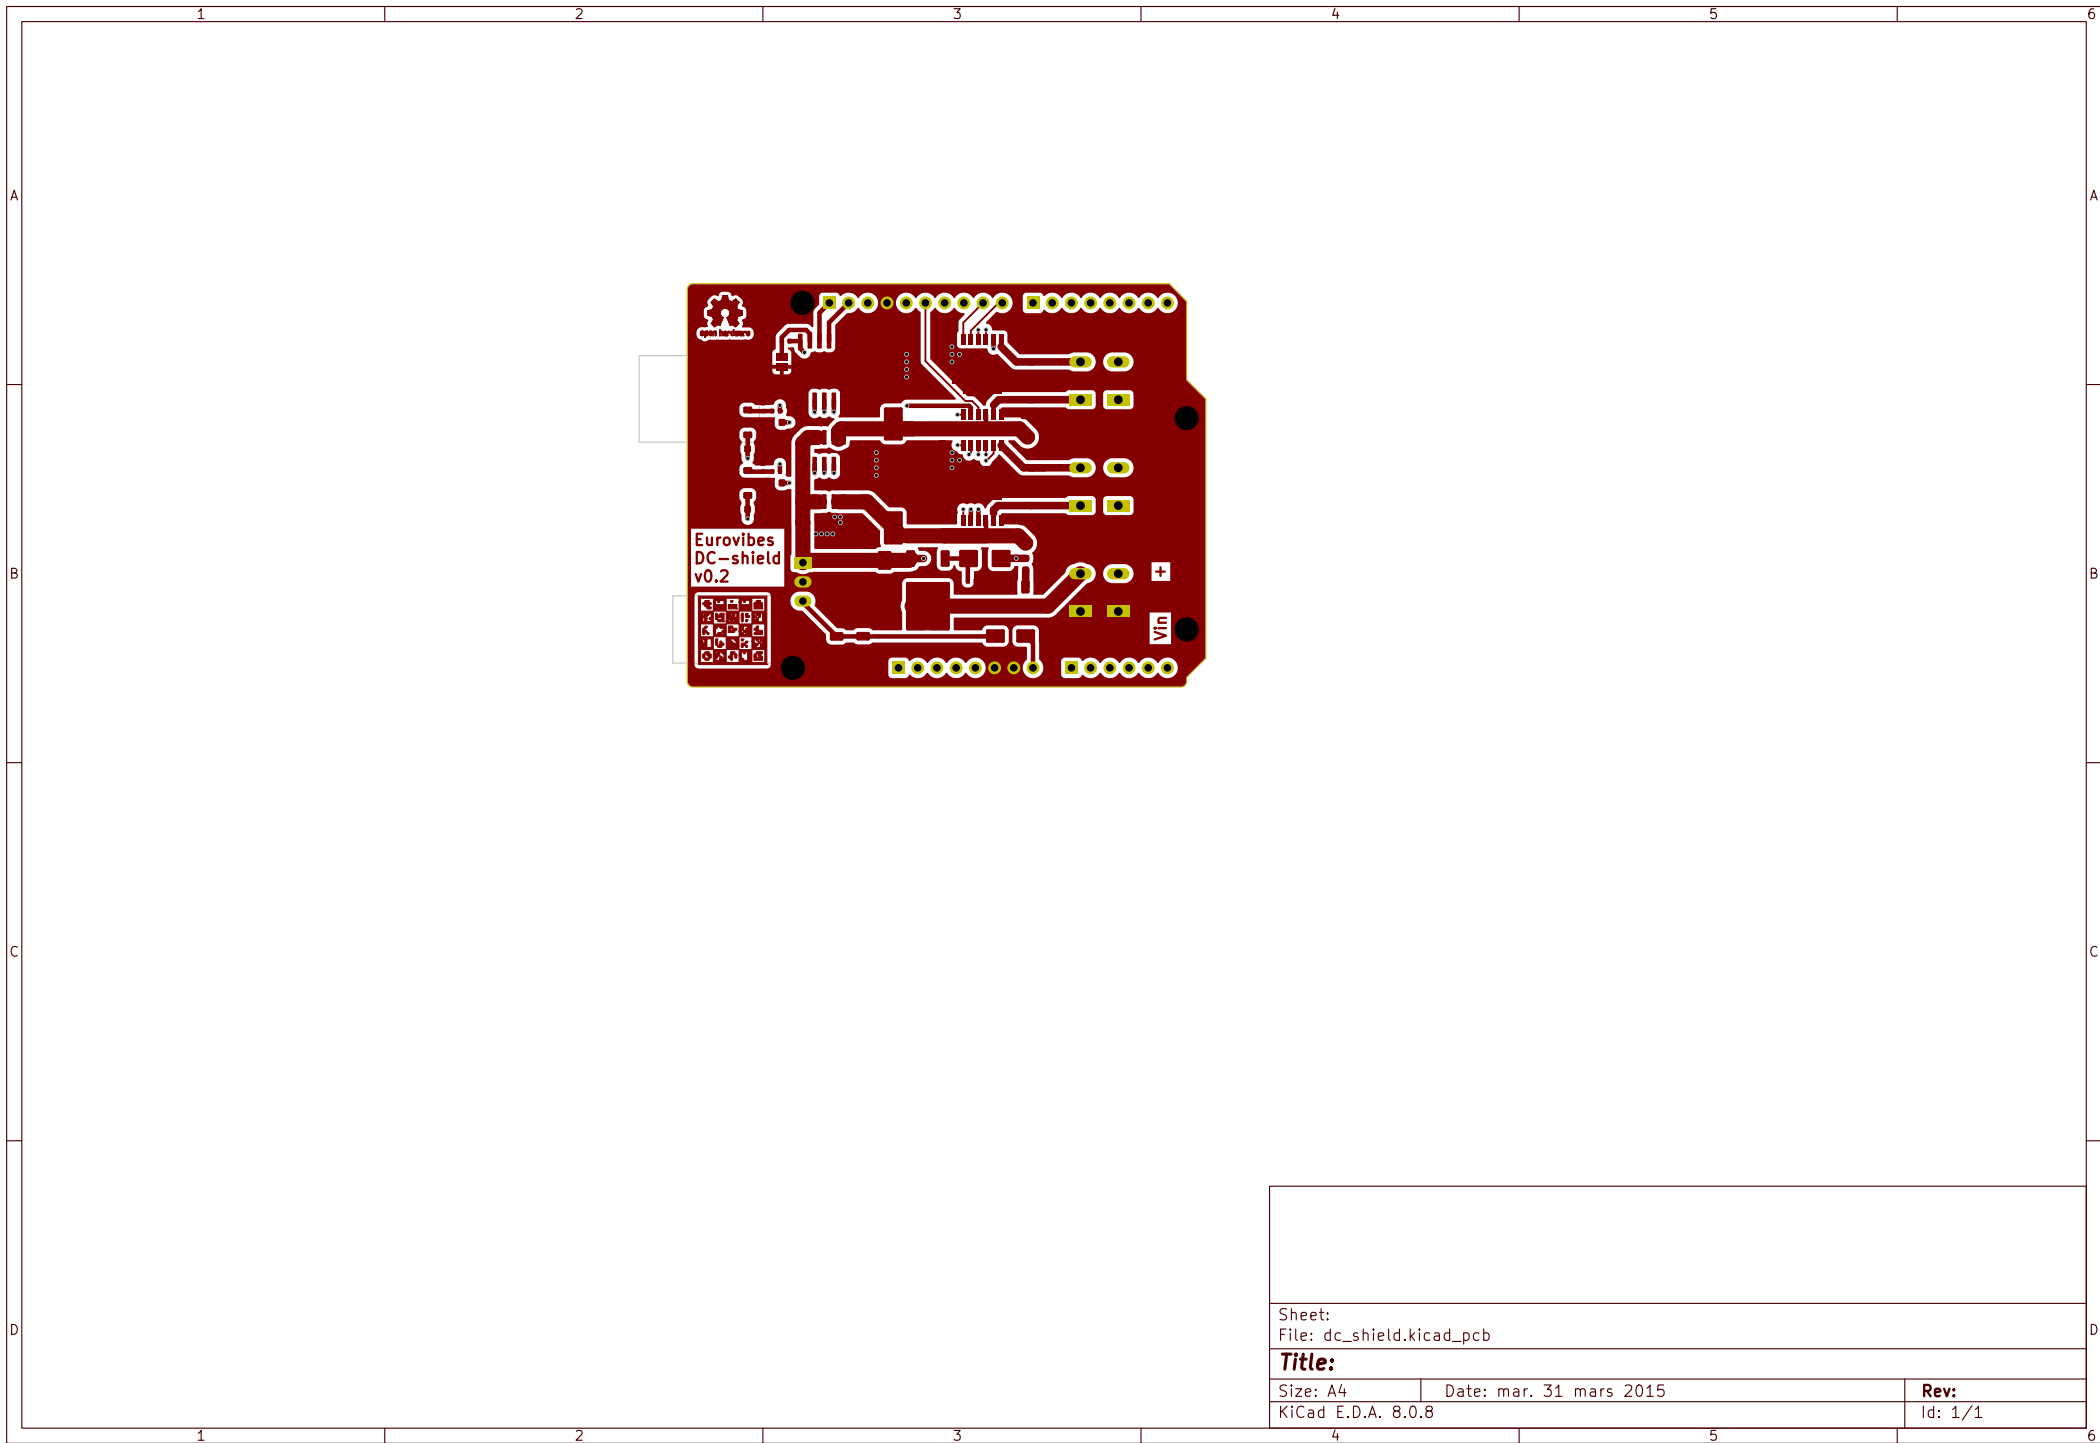 1 2 3 4 5 6
A A
open hardware
B B
Eurovibes
DC-shield
v0.2
+
Vin
C C
D D
Sheet:
File: dc_shield.kicad_pcb
Title:
Size: A4 Date: mar. 31 mars 2015 Rev:
KiCad E.D.A. 8.0.8 Id: 1/1
1 2 3 4 5 6